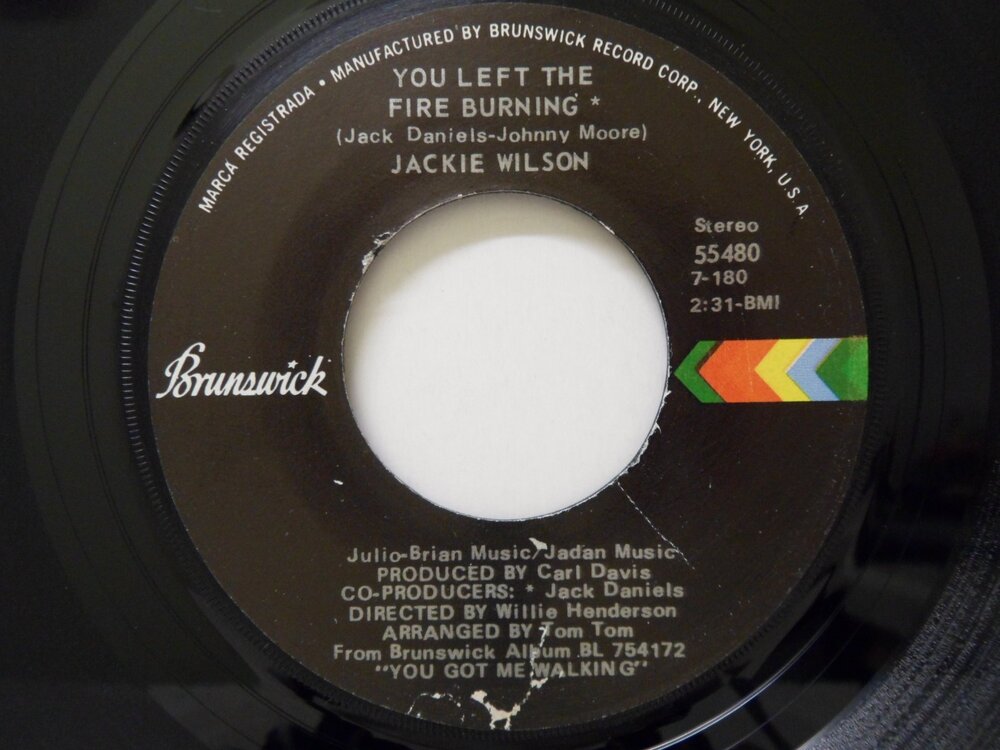 MARCA REGISTRADA • MANUFACTURED BY BRUNSWICK RECORD CORP., NEW YORK, U.S.A.
YOU LEFT THE
FIRE BURNING *
(Jack Daniels-Johnny Moore)
JACKIE WILSON
Stereo
55480
7-180
2:31-BMI
Brunswick
Julio-Brian Music/Jadan Music
PRODUCED BY Carl Davis
CO-PRODUCERS: * Jack Daniels
DIRECTED BY Willie Henderson
ARRANGED BY Tom Tom
From Brunswick Album BL 754172
"YOU GOT ME WALKING"